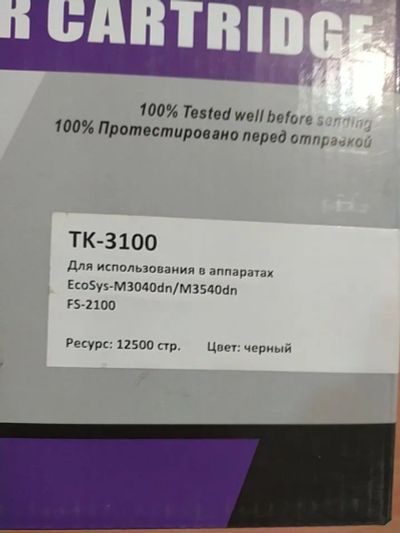 R CARTRIDGE
100% Tested well before sending
100% Протестировано перед отправкой
TK-3100
Для использования в аппаратах
EcoSys-M3040dn/M3540dn
FS-2100
Ресурс: 12500 стр. Цвет: черный